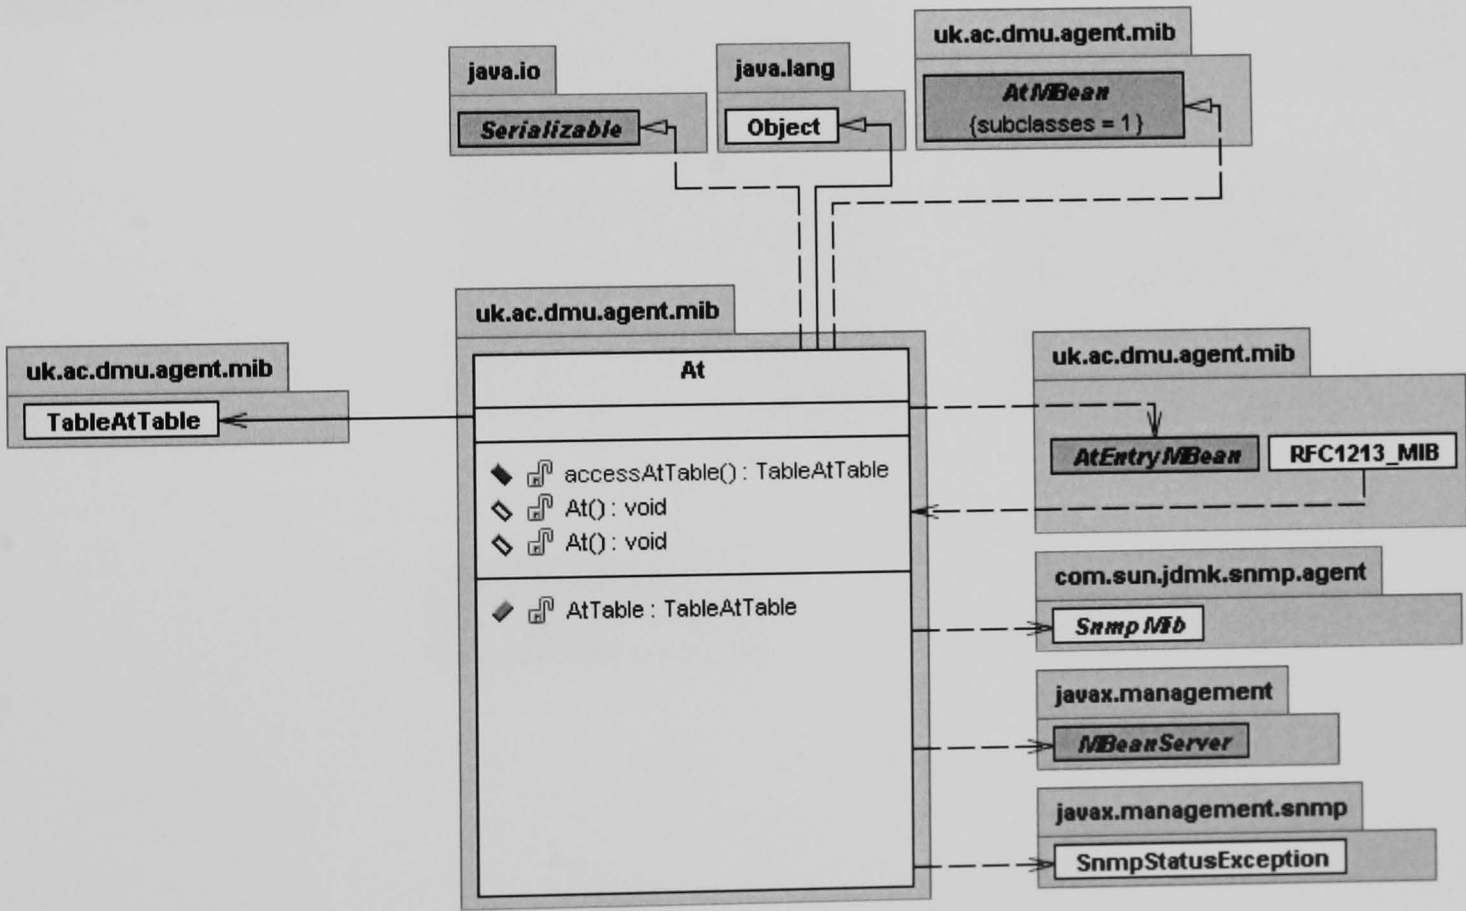 uk.ac.dmu.agent.mib
AtMBean
{subclasses = 1}
java.io
Serializable
java.lang
Object
uk.ac.dmu.agent.mib
At
accessAtTable() : TableAtTable
At() : void
At() : void
AtTable : TableAtTable
uk.ac.dmu.agent.mib
TableAtTable
uk.ac.dmu.agent.mib
AtEntryMBean
RFC1213_MIB
com.sun.jdmk.snmp.agent
SnmpMib
javax.management
MBeanServer
javax.management.snmp
SnmpStatusException